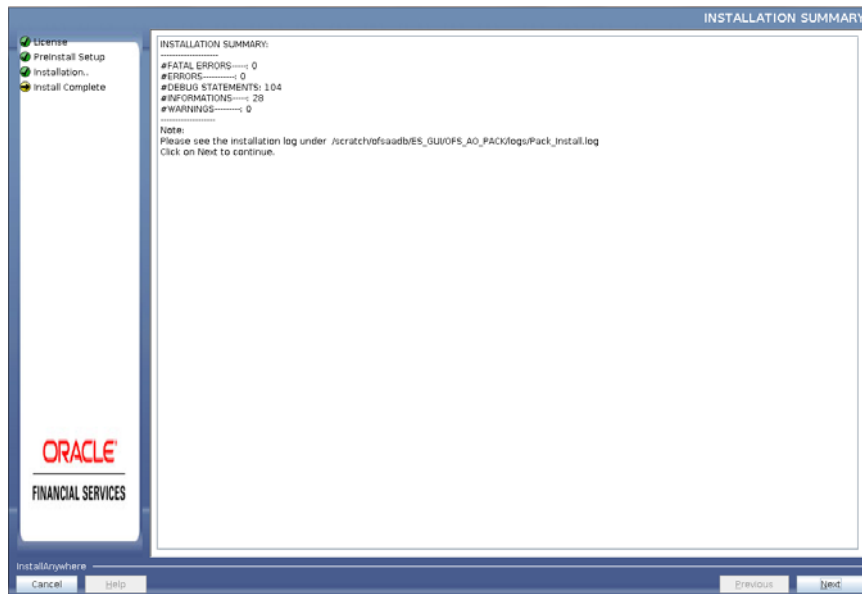 INSTALLATION SUMMARY
License
Preinstall Setup
Installation..
Install Complete
INSTALLATION SUMMARY:
-------------------
#FATAL ERRORS-----: 0
#ERRORS----------: 0
#DEBUG STATEMENTS: 104
#INFORMATIONS----: 28
#WARNINGS--------: 0
-------------------
Note:
Please see the installation log under /scratch/ofsaadb/ES_GUI/OFS_AO_PACK/logs/Pack_Install.log
Click on Next to continue.
ORACLE
FINANCIAL SERVICES
InstallAnywhere
Cancel
Help
Previous
Next